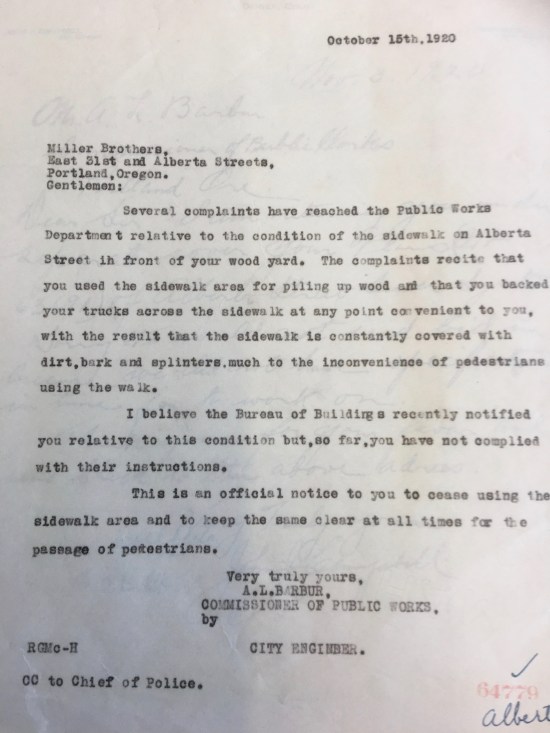 October 15th,1920
Mr A L Barbur
Miller Brothers,
East 21st and Alberta Streets,
Portland,Oregon.
Gentlemen:
Several complaints have reached the Public Works
Department relative to the condition of the sidewalk on Alberta
Street ih front of your wood yard. The complaints recite that
you used the sidewalk area for piling up wood and that you backed
your trucks across the sidewalk at any point convenient to you,
with the result that the sidewalk is constantly covered with
dirt,bark and splinters,much to the inconvenience of pedestrians
using the walk.
I believe the Bureau of Buildings recently notified
you relative to this condition but,so far,you have not complied
with their instructions.
This is an official notice to you to cease using the
sidewalk area and to keep the same clear at all times for the
passage of pedestrians.
Very truly yours,
A.L.BARBUR,
COMMISSIONER OF PUBLIC WORKS.
by
RGMc-H CITY ENGINEER.
CC to Chief of Police.
64779
albert